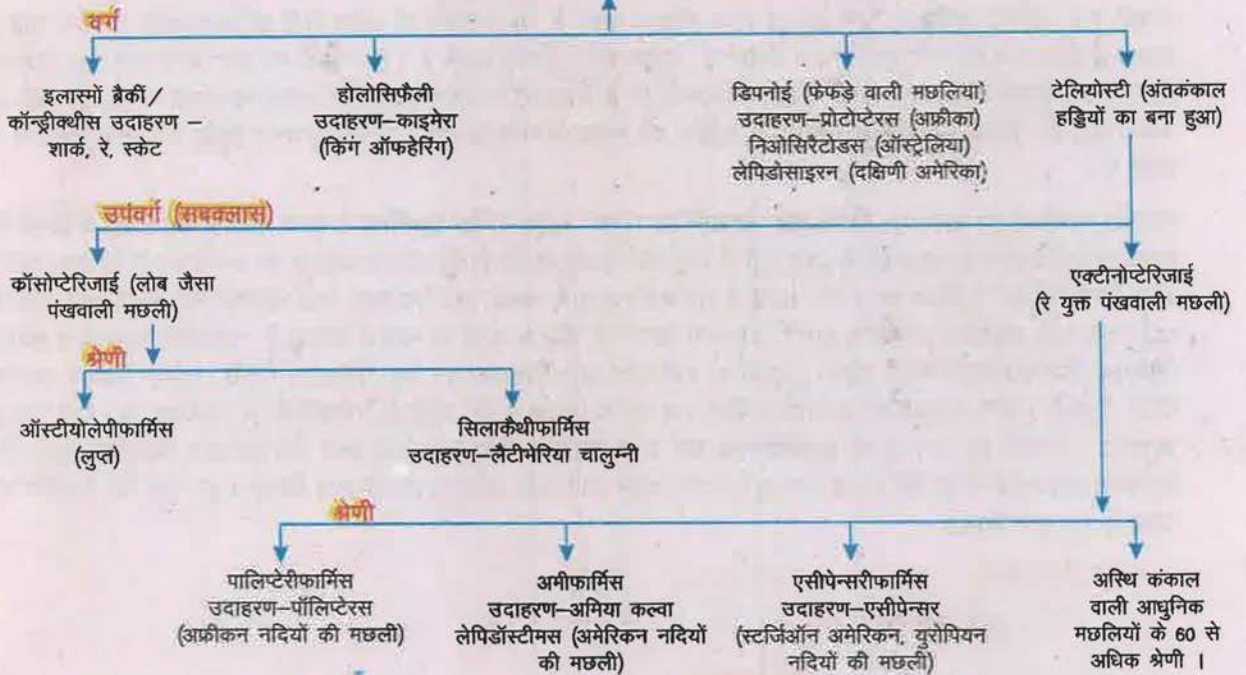 वर्ग
इलास्मों ब्रैकीं/
कॉन्ड्रीक्थीस उदाहरण –
शार्क, रे, स्केट
होलोसिफैली
उदाहरण–काइमेरा
(किंग ऑफहेरिंग)
डिपनोई (फेफडे वाली मछलिया)
उदाहरण–प्रोटोप्टेरस (अफ्रीका)
निओसिरैटोडस (ऑस्ट्रेलिया)
लेपिडोसाइरन (दक्षिणी अमेरिका)
टेलियोस्टी (अंतकंकाल
हड्डियों का बना हुआ)
उपवर्ग (सबक्लास)
क्रॉसोप्टेरिजाई (लोब जैसा
पंखवाली मछली)
एक्टीनोप्टेरिजाई
(रे युक्त पंखवाली मछली)
श्रेणी
ऑस्टीयोलेपीफार्मिस
(लुप्त)
सिलाकैंथीफार्मिस
उदाहरण–लैटीभेरिया चालुम्नी
श्रेणी
पालिप्टेरीफार्मिस
उदाहरण–पॉलिप्टेरस
(अफ्रीकन नदियों की मछली)
अमीफार्मिस
उदाहरण–अमिया कल्वा
लेपिडॉस्टीमस (अमेरिकन नदियों
की मछली)
एसीपेन्सरीफार्मिस
उदाहरण–एसीपेन्सर
(स्टर्जिऑन अमेरिकन, युरोपियन
नदियों की मछली)
अस्थि कंकाल
वाली आधुनिक
मछलियों के 60 से
अधिक श्रेणी ।